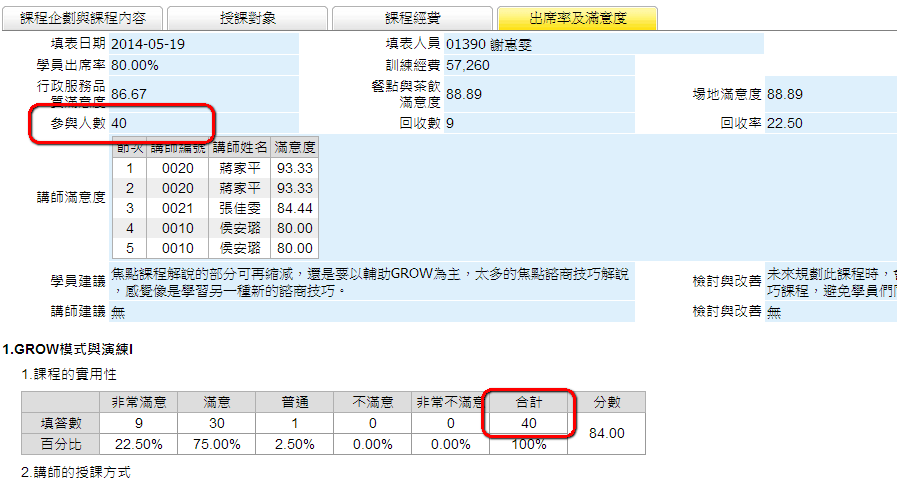 課程企劃與課程內容 授課對象 課程經費 出席率及滿意度
填表日期 2014-05-19 填表人員 01390 謝惠雯
學員出席率 80.00% 訓練經費 57,260
行政服務品質滿意度 86.67 餐點與茶飲滿意度 88.89 場地滿意度 88.89
參與人數 40 回收數 9 回收率 22.50
節次 講師編號 講師姓名 滿意度
1 0020 蔣家平 93.33
2 0020 蔣家平 93.33
講師滿意度 3 0021 張佳雯 84.44
4 0010 侯安璐 80.00
5 0010 侯安璐 80.00
學員建議 焦點課程解說的部分可再縮減，還是要以輔助GROW為主，太多的焦點諮商技巧解說
，感覺像是學習另一種新的諮商技巧。
檢討與改善 未來規劃此課程時，
巧課程，避免學員們
講師建議 無 檢討與改善 無
1.GROW模式與演練I
1.課程的實用性
非常滿意 滿意 普通 不滿意 非常不滿意 合計 分數
填答數 9 30 1 0 0 40 84.00
百分比 22.50% 75.00% 2.50% 0.00% 0.00% 100%
2.講師的授課方式